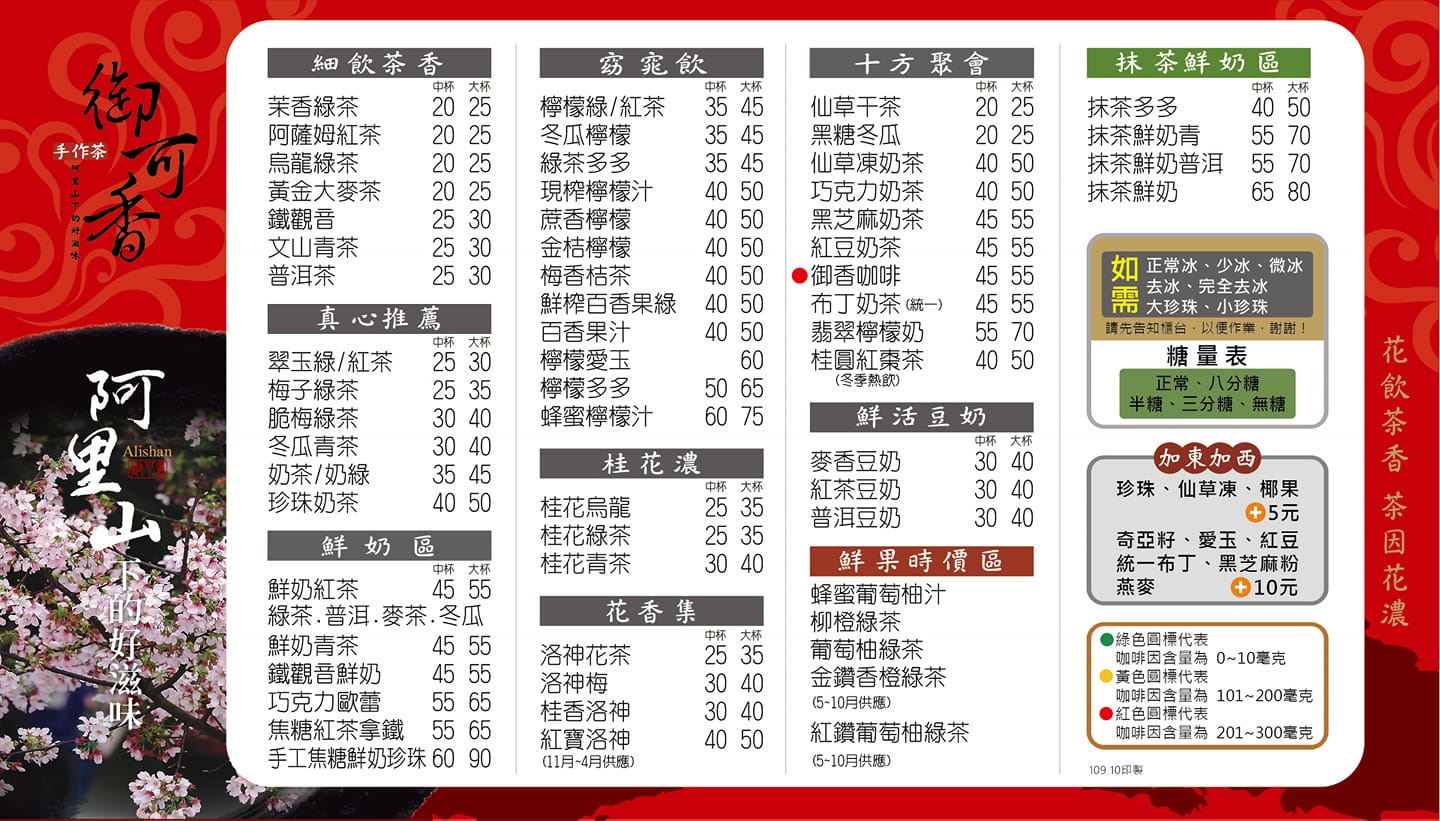 御可香
手作茶
阿里山下的好滋味
阿里山
Alishan
下的好滋味
細飲茶香
中杯 大杯
茉香綠茶 20 25
阿薩姆紅茶 20 25
烏龍綠茶 20 25
黃金大麥茶 20 25
鐵觀音 25 30
文山青茶 25 30
普洱茶 25 30
真心推薦
中杯 大杯
翠玉綠/紅茶 25 30
梅子綠茶 25 35
脆梅綠茶 30 40
冬瓜青茶 30 40
奶茶/奶綠 35 45
珍珠奶茶 40 50
鮮奶區
中杯 大杯
鮮奶紅茶 45 55
綠茶.普洱.麥茶.冬瓜
鮮奶青茶 45 55
鐵觀音鮮奶 45 55
巧克力歐蕾 55 65
焦糖紅茶拿鐵 55 65
手工焦糖鮮奶珍珠 60 90
窈窕飲
中杯 大杯
檸檬綠/紅茶 35 45
冬瓜檸檬 35 45
綠茶多多 35 45
現榨檸檬汁 40 50
蔗香檸檬 40 50
金桔檸檬 40 50
梅香桔茶 40 50
鮮榨百香果綠 40 50
百香果汁 40 50
檸檬愛玉 60
檸檬多多 50 65
蜂蜜檸檬汁 60 75
桂花濃
中杯 大杯
桂花烏龍 25 35
桂花綠茶 25 35
桂花青茶 30 40
花香集
中杯 大杯
洛神花茶 25 35
洛神梅 30 40
桂香洛神 30 40
紅寶洛神 40 50
(11月~4月供應)
十方聚會
中杯 大杯
仙草干茶 20 25
黑糖冬瓜 20 25
仙草凍奶茶 40 50
巧克力奶茶 40 50
黑芝麻奶茶 45 55
紅豆奶茶 45 55
御香咖啡 45 55
布丁奶茶(統一) 45 55
翡翠檸檬奶 55 70
桂圓紅棗茶 40 50
(冬季熱飲)
鮮活豆奶
中杯 大杯
麥香豆奶 30 40
紅茶豆奶 30 40
普洱豆奶 30 40
鮮果時價區
蜂蜜葡萄柚汁
柳橙綠茶
葡萄柚綠茶
金鑽香橙綠茶
(5~10月供應)
紅鑽葡萄柚綠茶
(5~10月供應)
抹茶鮮奶區
中杯 大杯
抹茶多多 40 50
抹茶鮮奶青 55 70
抹茶鮮奶普洱 55 70
抹茶鮮奶 65 80
如需
正常冰、少冰、微冰
去冰、完全去冰
大珍珠、小珍珠
請先告知櫃台，以便作業，謝謝！
糖量表
正常、八分糖
半糖、三分糖、無糖
加東加西
珍珠、仙草凍、椰果
+5元
奇亞籽、愛玉、紅豆
統一布丁、黑芝麻粉
燕麥 +10元
綠色圓標代表
咖啡因含量為 0~10毫克
黃色圓標代表
咖啡因含量為 101~200毫克
紅色圓標代表
咖啡因含量為 201~300毫克
109.10印製
花飲茶香 茶因花濃